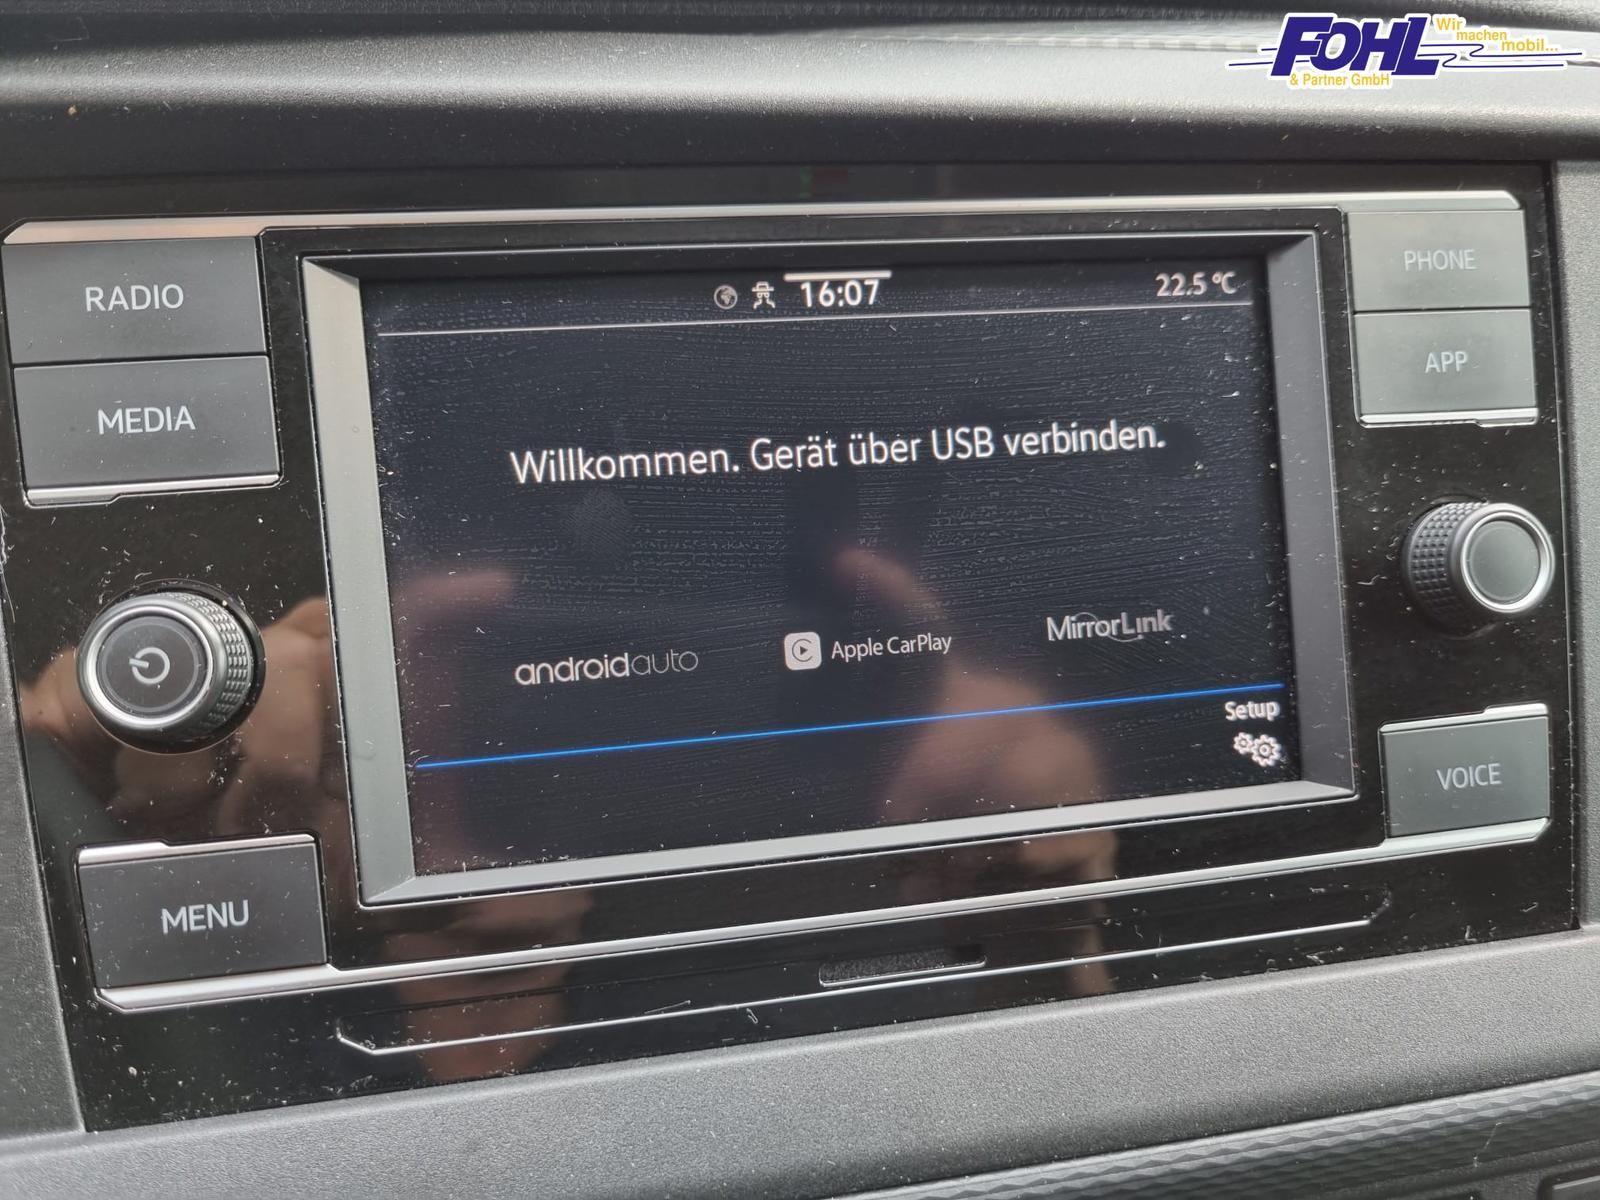 FOHL
Wir
machen
mobil...
& Partner GmbH
RADIO
MEDIA
MENU
16:07
22.5 °C
Willkommen. Gerät über USB verbinden.
androidauto
Apple CarPlay
MirrorLink
Setup
PHONE
APP
VOICE